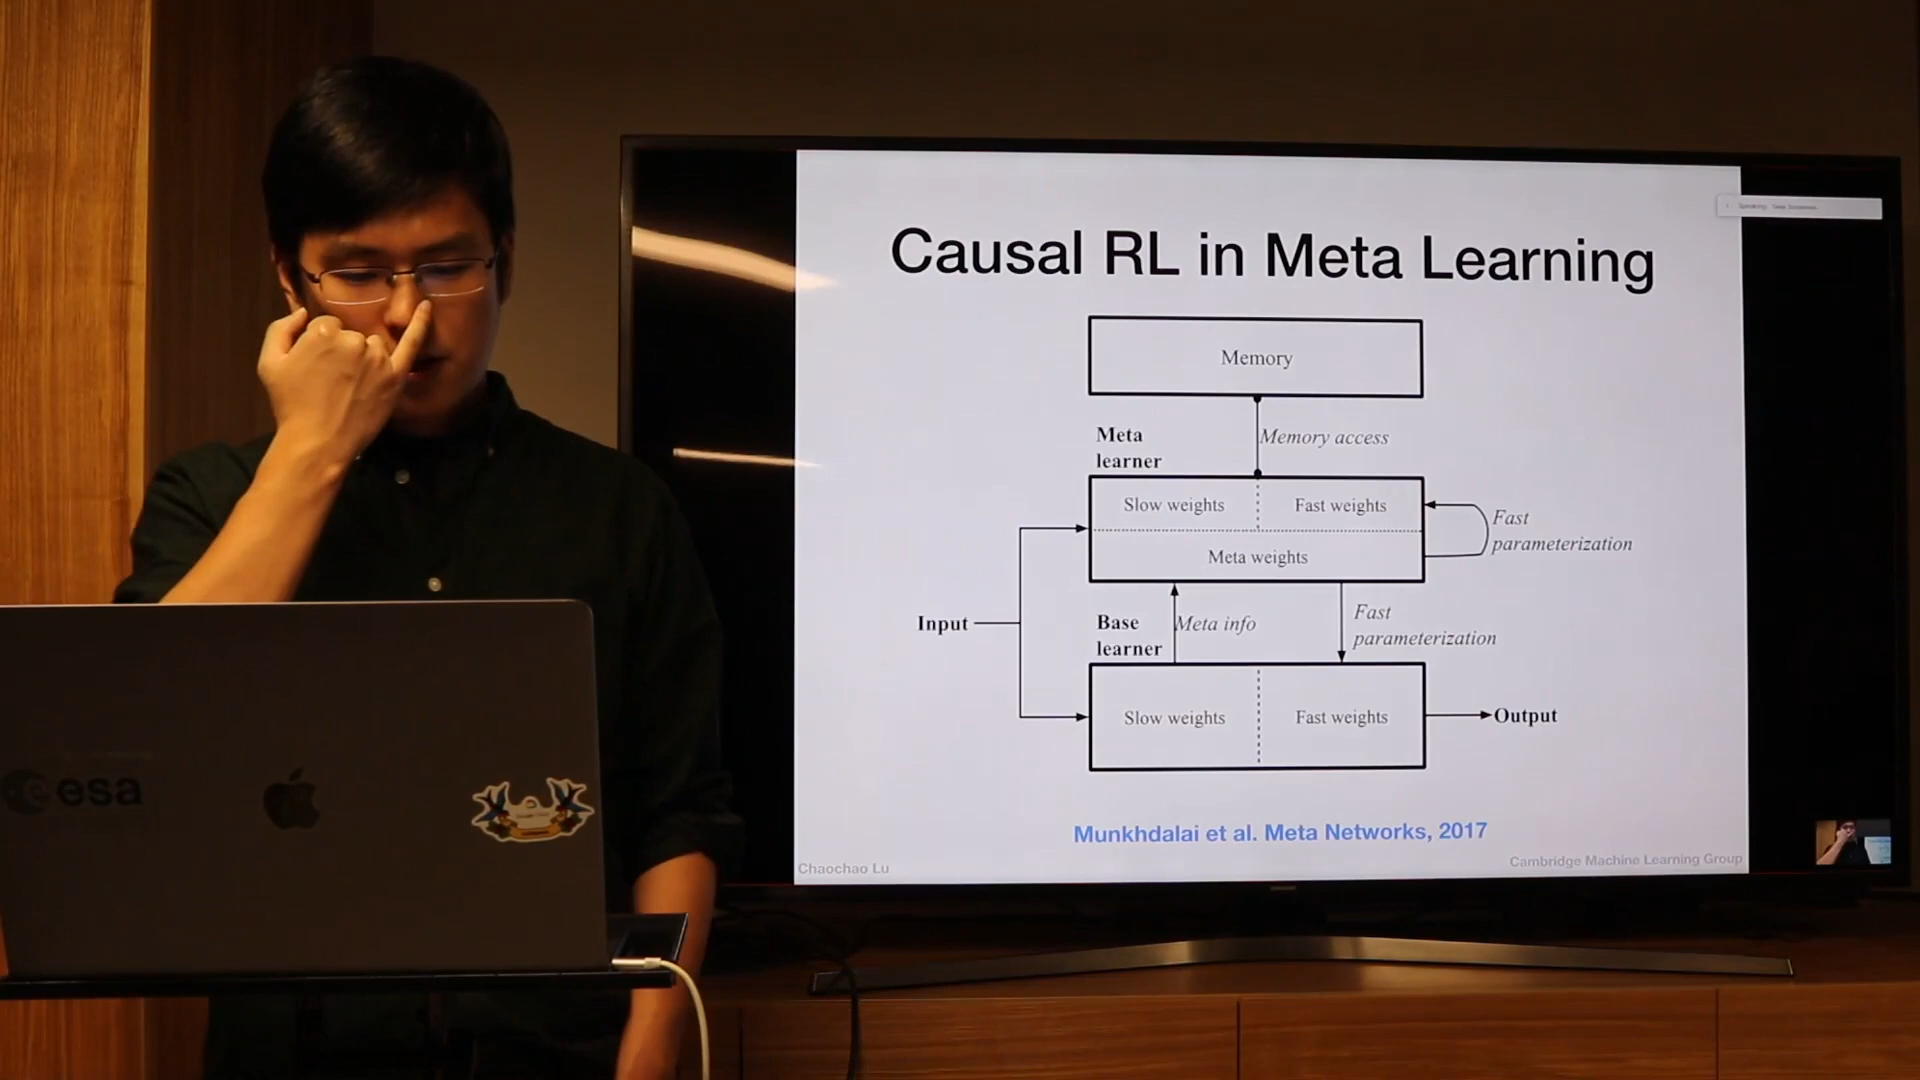 Causal RL in Meta Learning
Memory
Meta
learner
Memory access
Slow weights
Fast weights
Meta weights
Fast
parameterization
Input
Base
learner
Meta info
Fast
parameterization
Slow weights
Fast weights
Output
Munkhdalai et al. Meta Networks, 2017
Chaochao Lu
Cambridge Machine Learning Group
esa